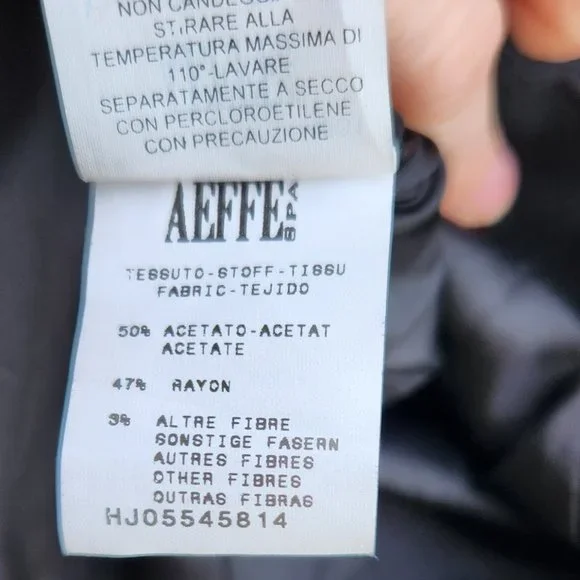 NON CANDEGGI
STIRARE ALLA
TEMPERATURA MASSIMA DI
110°-LAVARE
SEPARATAMENTE A SECCO
CON PERCLOROETILENE
CON PRECAUZIONE
AEFFE SPA
TESSUTO-STOFF-TISSU
FABRIC-TEJIDO
50% ACETATO-ACETAT
ACETATE
47% RAYON
3% ALTRE FIBRE
SONSTIGE FASERN
AUTRES FIBRES
OTHER FIBRES
OUTRAS FIBRAS
HJ05545814